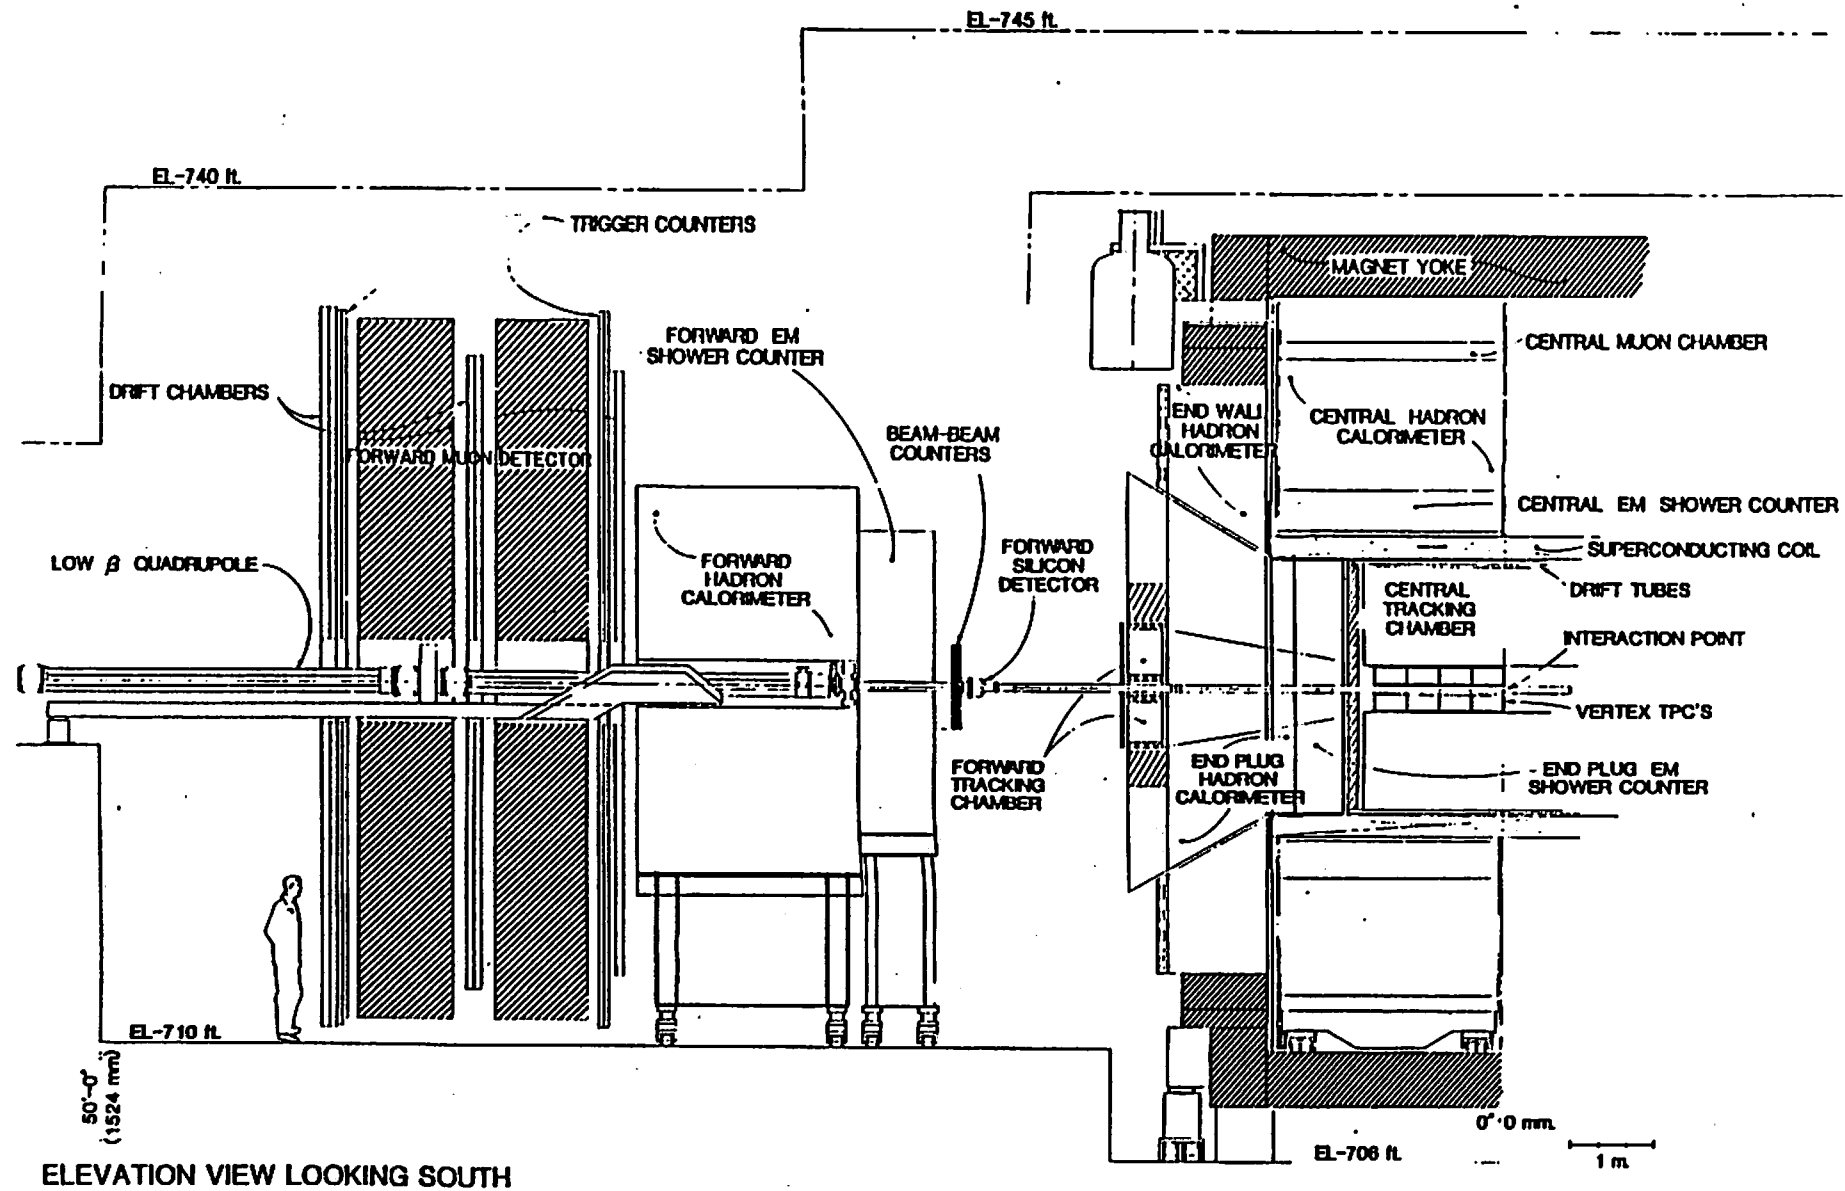 EL-745 ft.
EL-740 ft.
TRIGGER COUNTERS
MAGNET YOKE
FORWARD EM
SHOWER COUNTER
CENTRAL MUON CHAMBER
DRIFT CHAMBERS
END WALL
HADRON
CALORIMETER
CENTRAL HADRON
CALORIMETER
BEAM-BEAM
COUNTERS
FORWARD MUON DETECTOR
CENTRAL EM SHOWER COUNTER
LOW β QUADRUPOLE
FORWARD
HADRON
CALORIMETER
FORWARD
SILICON
DETECTOR
SUPERCONDUCTING COIL
DRIFT TUBES
CENTRAL
TRACKING
CHAMBER
INTERACTION POINT
VERTEX TPC'S
FORWARD
TRACKING
CHAMBER
END PLUG
HADRON
CALORIMETER
END PLUG EM
SHOWER COUNTER
EL-710 ft.
50'-0"
(1524 mm)
0"·0 mm.
EL-706 ft.
1 m.
ELEVATION VIEW LOOKING SOUTH